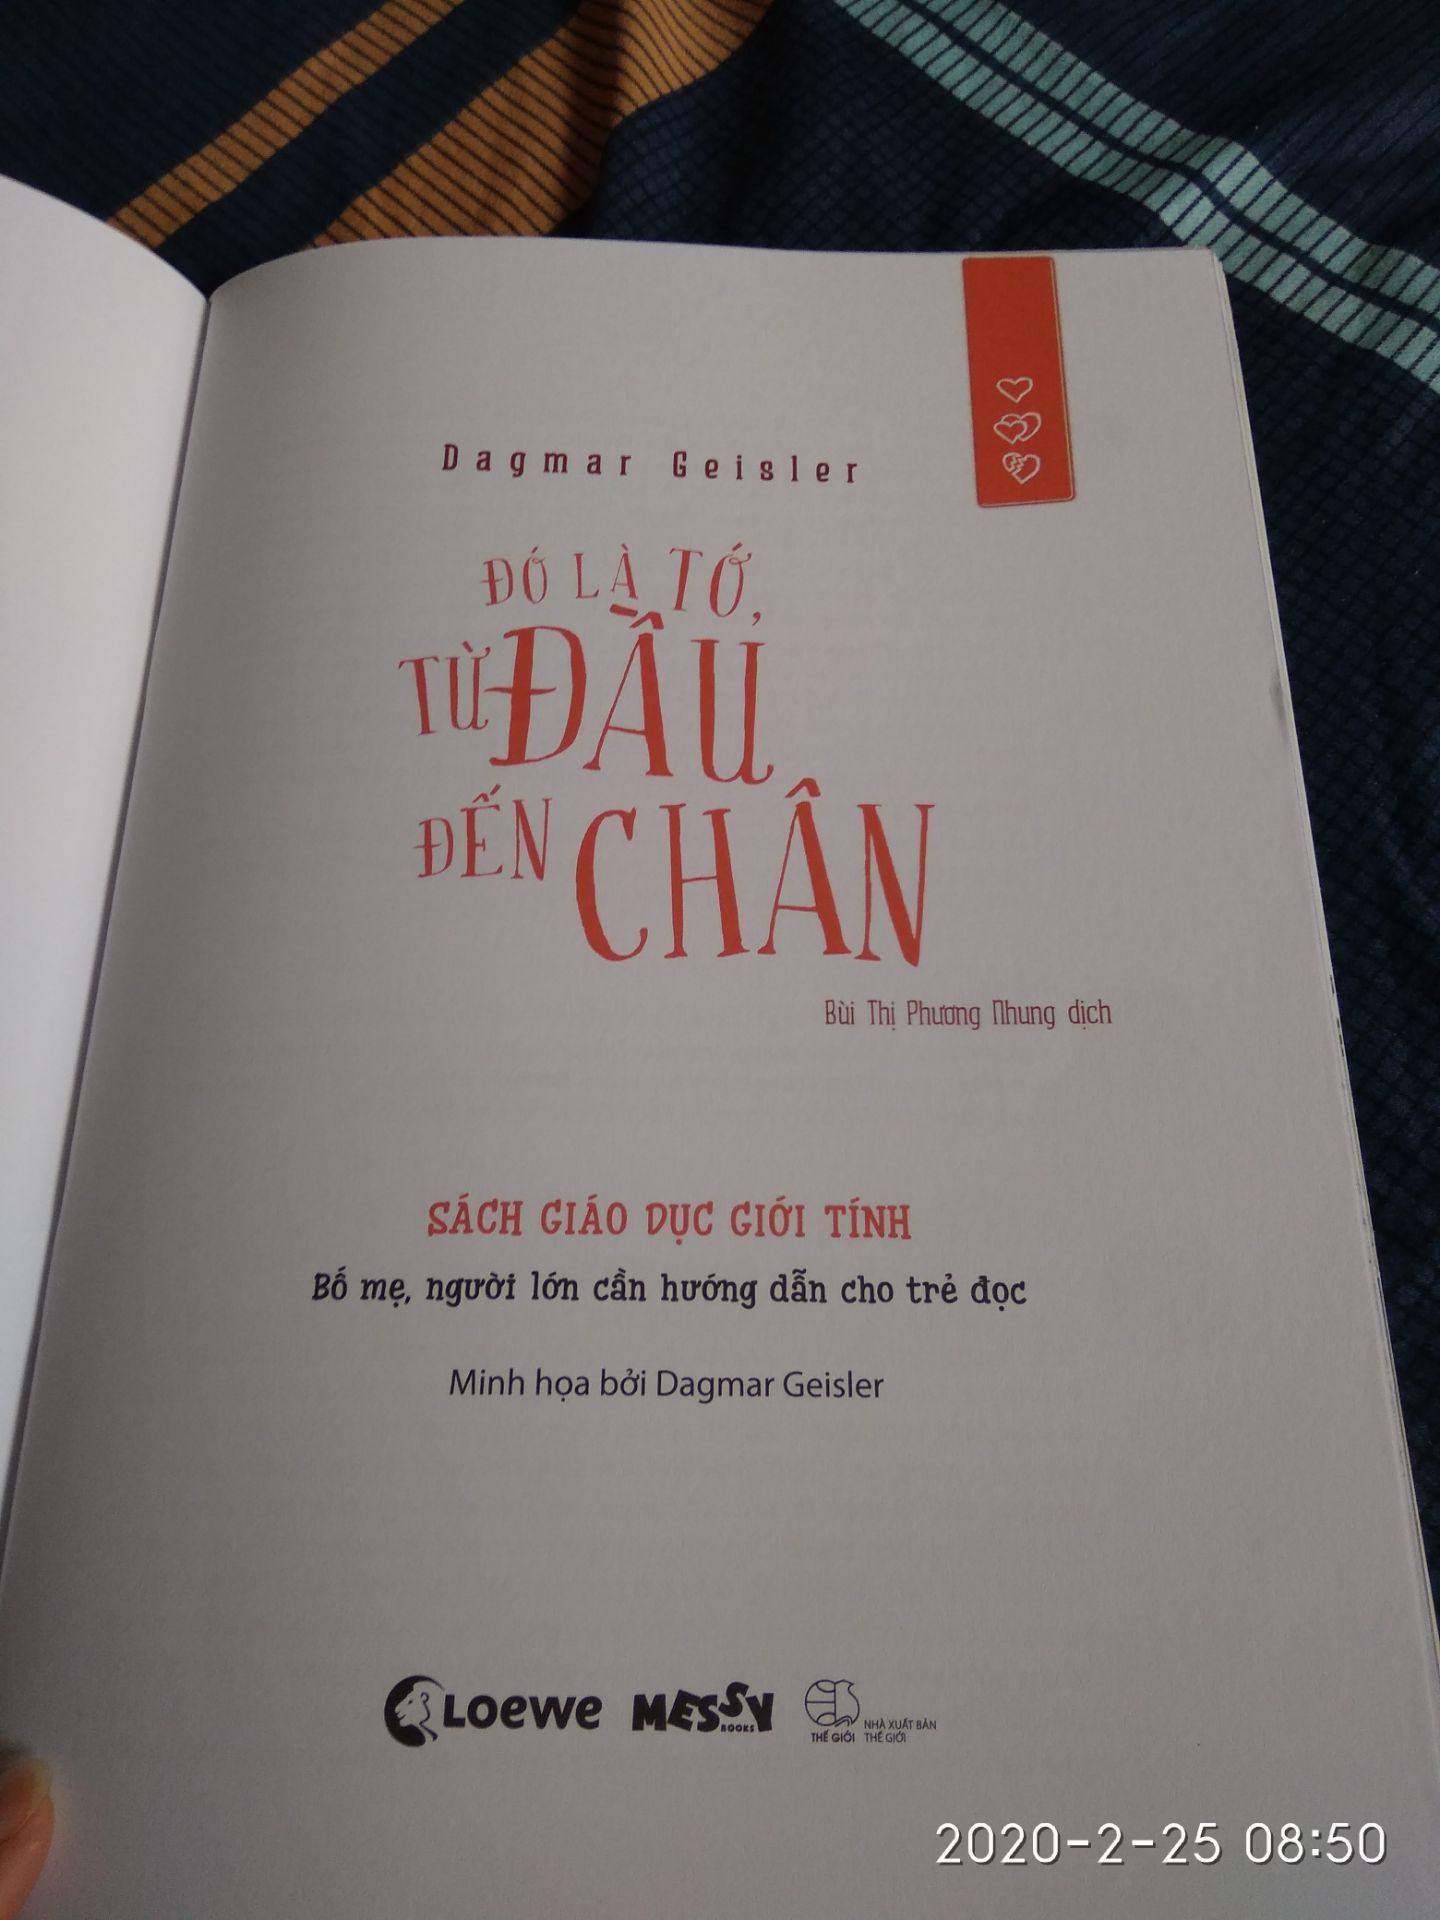 Dagmar Geisler
ĐÓ LÀ TỚ,
TỪ ĐẦU
ĐẾN CHÂN
Bùi Thị Phương Nhung dịch
SÁCH GIÁO DỤC GIỚI TÍNH
Bố mẹ, người lớn cần hướng dẫn cho trẻ đọc
Minh họa bởi Dagmar Geisler
Loewe MESSY BOOKS THẾ GIỚI NHÀ XUẤT BẢN THẾ GIỚI
2020-2-25 08:50